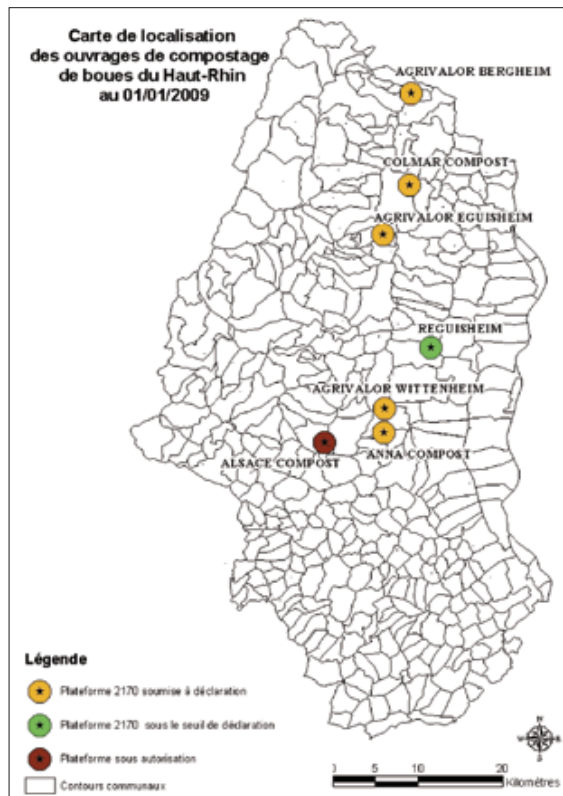 Carte de localisation
des ouvrages de compostage
de boues du Haut-Rhin
au 01/01/2009
AGRIVALOR BERGHEIM
COLMAR COMPOST
AGRIVALOR EGUISHEIM
REGUISHEIM
AGRIVALOR WITTENHEIM
ALSACE COMPOST
ANNA COMPOST
Légende
Plateforme 2170 soumise à déclaration
Plateforme 2170 sous le seuil de déclaration
Plateforme sous autorisation
Contours communaux
N
W E
S
0 5 10 20
Kilomètres